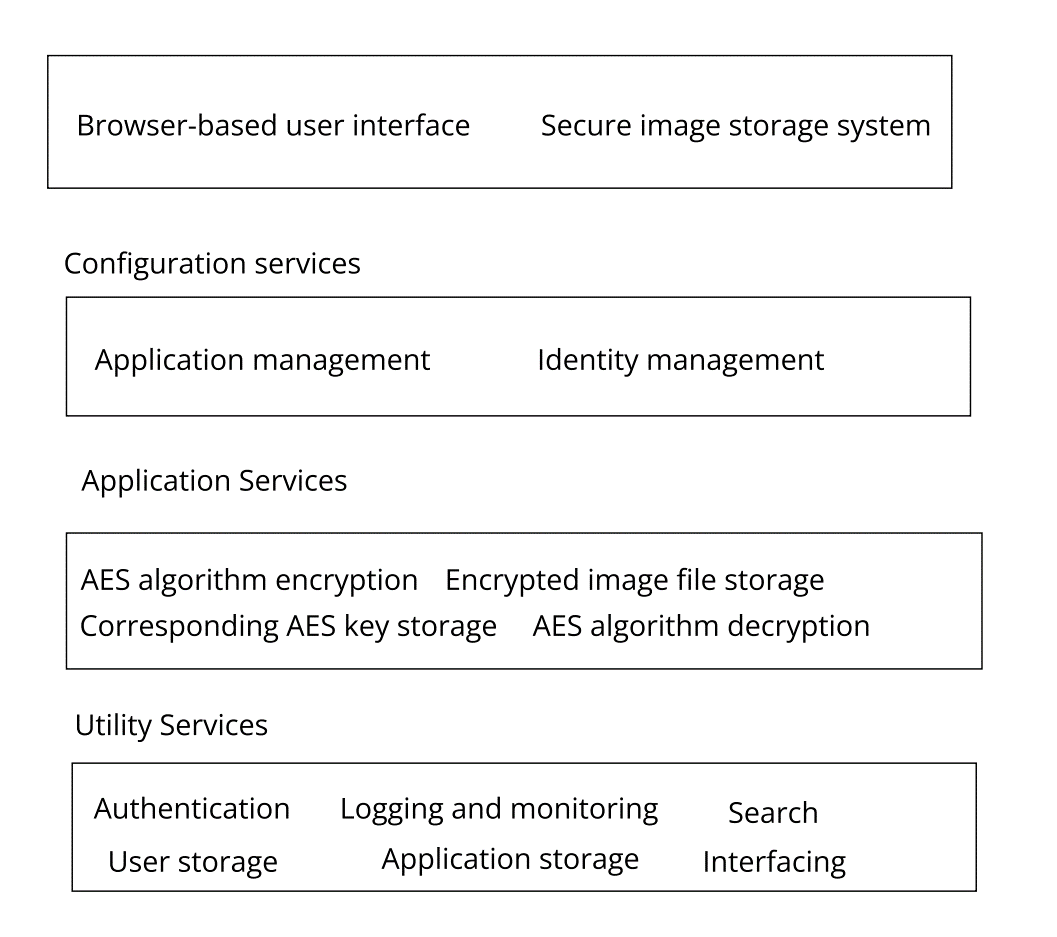 Browser-based user interface Secure image storage system
Configuration services
Application management Identity management
Application Services
AES algorithm encryption Encrypted image file storage
Corresponding AES key storage AES algorithm decryption
Utility Services
Authentication Logging and monitoring Search
User storage Application storage Interfacing